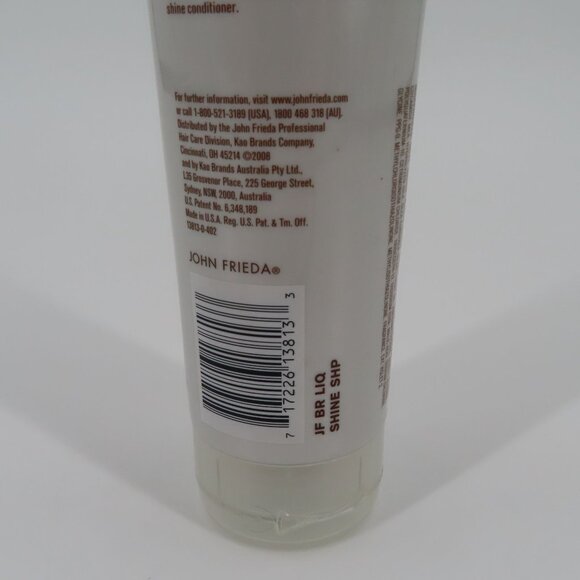 shine conditioner.
For further information, visit www.johnfrieda.com
or call 1-800-521-3189 (USA), 1800 468 318 (AU).
Distributed by the John Frieda Professional
Hair Care Division, Kao Brands Company,
Cincinnati, OH 45214 ©2008
and by Kao Brands Australia Pty Ltd.,
L35 Grosvenor Place, 225 George Street,
Sydney, NSW, 2000, Australia
U.S. Patent No. 6,348,189
Made in U.S.A. Reg. U.S. Pat. & Tm. Off.
13813-0-402
JOHN FRIEDA®
7 17226 13813 3
JF BR LIQ
SHINE SHP